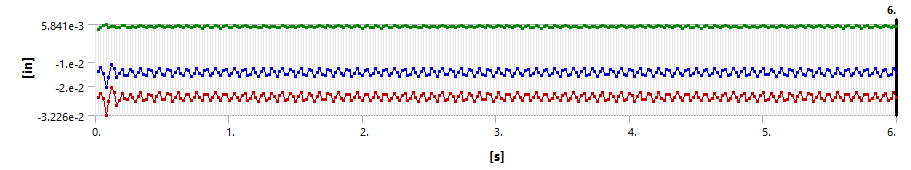 6.
5.841e-3
-1.e-2
-2.e-2
-3.226e-2
[in]
0. 1. 2. 3. 4. 5. 6.
[s]